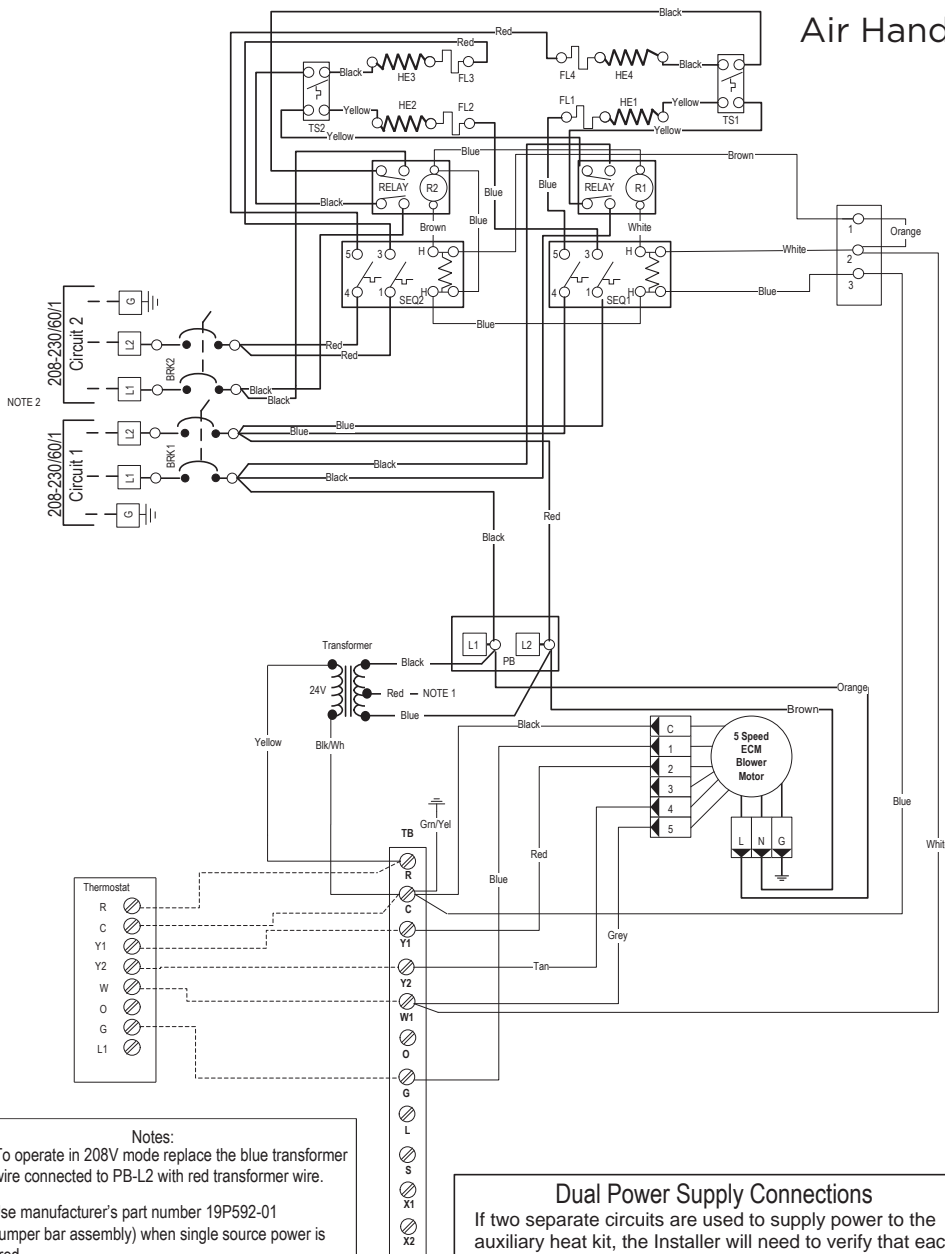 Air Hand
Black
Red
Red
Black
HE3
FL3
FL4
HE4
Black
TS2
Yellow
HE2
FL2
FL1
HE1
Yellow
TS1
Yellow
Yellow
Blue
Brown
RELAY
R2
Blue
Blue
RELAY
R1
Black
Brown
Blue
White
1
Orange
5
3
H
5
3
H
White
2
4
1
H
SEQ2
4
1
H
SEQ1
Blue
3
Blue
208-230/60/1
Circuit 2
G
L2
L1
BRK2
Red
Red
Black
Black
NOTE 2
208-230/60/1
Circuit 1
L2
L1
G
BRK1
Blue
Blue
Black
Black
Red
Black
L1
L2
PB
Transformer
24V
Black
Red
NOTE 1
Blue
Orange
Brown
Black
Yellow
Blk/Wh
C
1
2
3
4
5
5 Speed
ECM
Blower
Motor
L
N
G
Blue
Whit
Grn/Yel
TB
R
C
Y1
Y2
W1
O
G
L
S
X1
X2
Red
Blue
Grey
Tan
Thermostat
R
C
Y1
Y2
W
O
G
L1
Notes:
To operate in 208V mode replace the blue transformer
wire connected to PB-L2 with red transformer wire.
se manufacturer's part number 19P592-01
umper bar assembly) when single source power is
Dual Power Supply Connections
If two separate circuits are used to supply power to the
auxiliary heat kit, the Installer will need to verify that eac